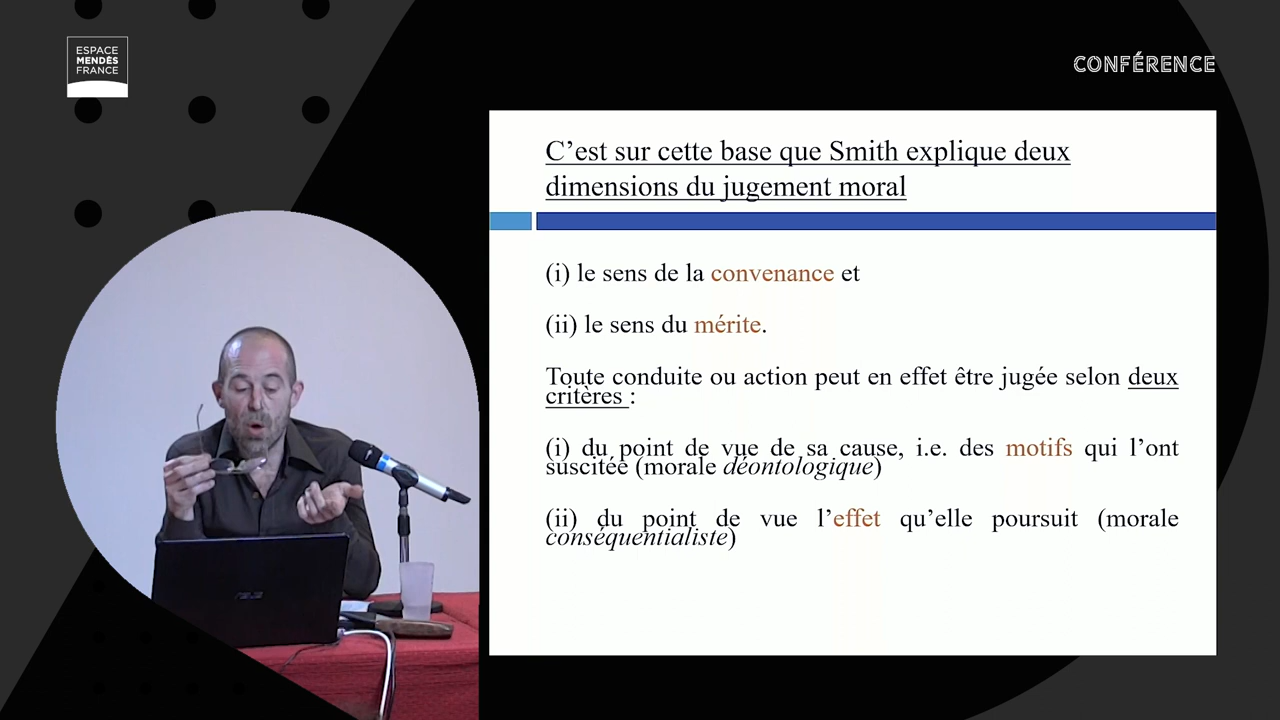 ESPACE
MENDÈS
FRANCE
CONFÉRENCE
C’est sur cette base que Smith explique deux
dimensions du jugement moral
(i) le sens de la convenance et
(ii) le sens du mérite.
Toute conduite ou action peut en effet être jugée selon deux
critères :
(i) du point de vue de sa cause, i.e. des motifs qui l’ont
suscitée (morale déontologique)
(ii) du point de vue l’effet qu’elle poursuit (morale
conséquentialiste)
ASUS